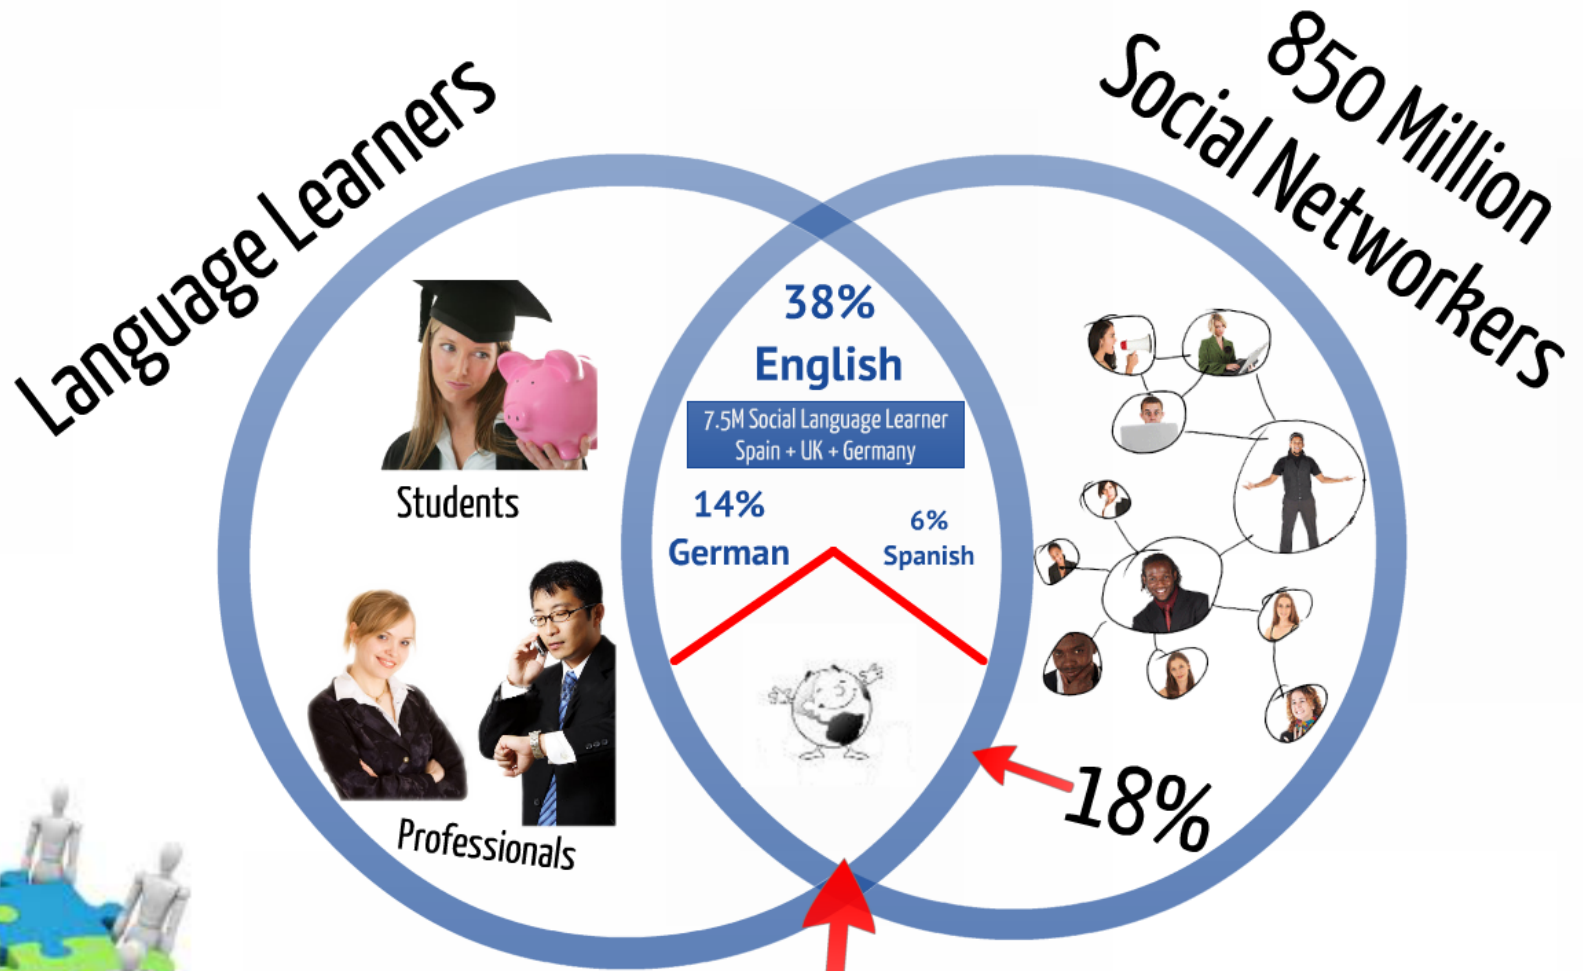 Language Learners
850 Million
Social Networkers
38%
English
7.5M Social Language Learner
Spain + UK + Germany
14%
German
6%
Spanish
Students
Professionals
18%